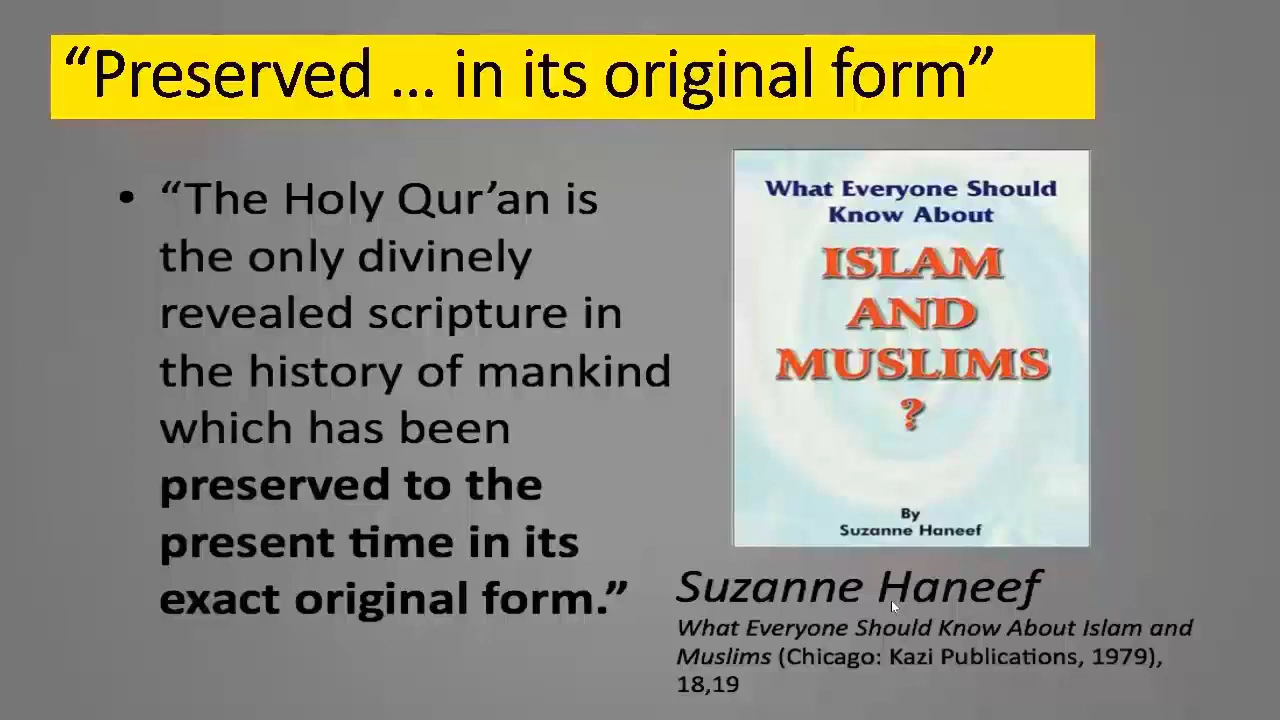 “Preserved ... in its original form”
• “The Holy Qur’an is
the only divinely
revealed scripture in
the history of mankind
which has been
preserved to the
present time in its
exact original form.”
What Everyone Should
Know About
ISLAM
AND
MUSLIMS
?
By
Suzanne Haneef
Suzanne Haneef
What Everyone Should Know About Islam and
Muslims (Chicago: Kazi Publications, 1979),
18,19